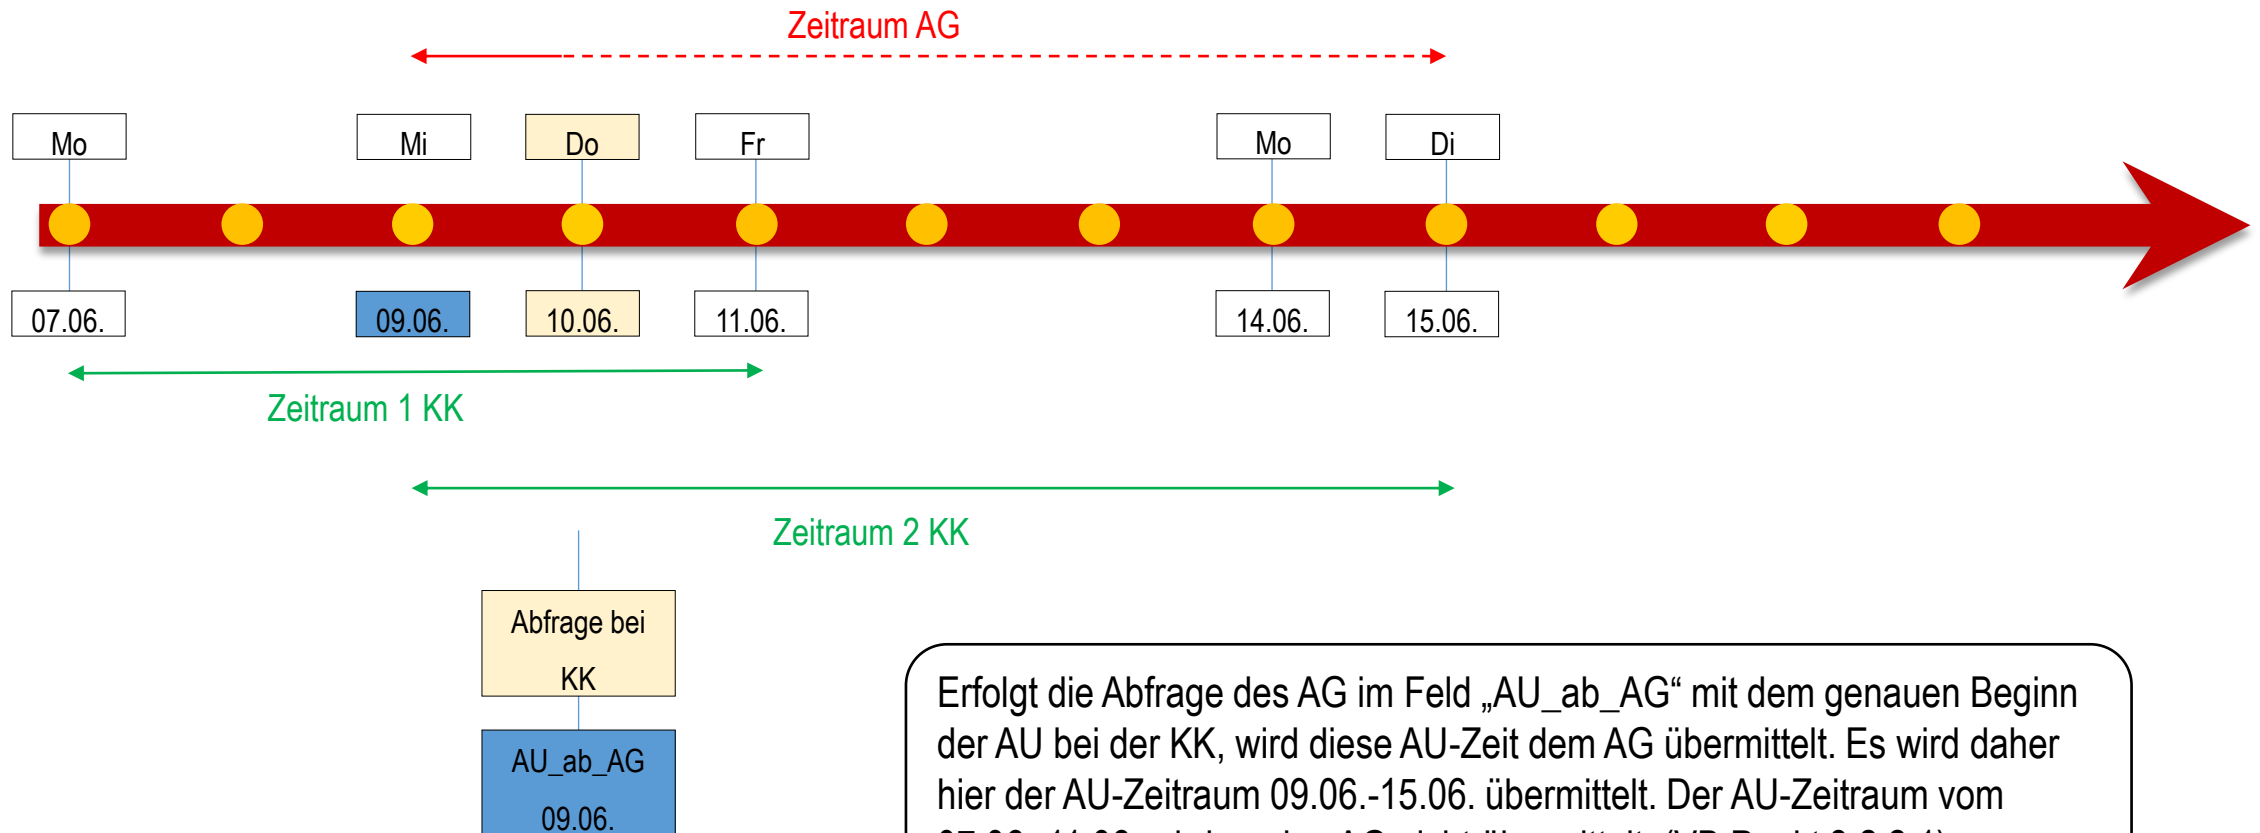 Zeitraum AG
Mo
Mi
Do
Fr
Mo
Di
07.06.
09.06.
10.06.
11.06.
14.06.
15.06.
Zeitraum 1 KK
Zeitraum 2 KK
Abfrage bei
KK
AU_ab_AG
09.06.
Erfolgt die Abfrage des AG im Feld „AU_ab_AG“ mit dem genauen Beginn
der AU bei der KK, wird diese AU-Zeit dem AG übermittelt. Es wird daher
hier der AU-Zeitraum 09.06.-15.06. übermittelt. Der AU-Zeitraum vom